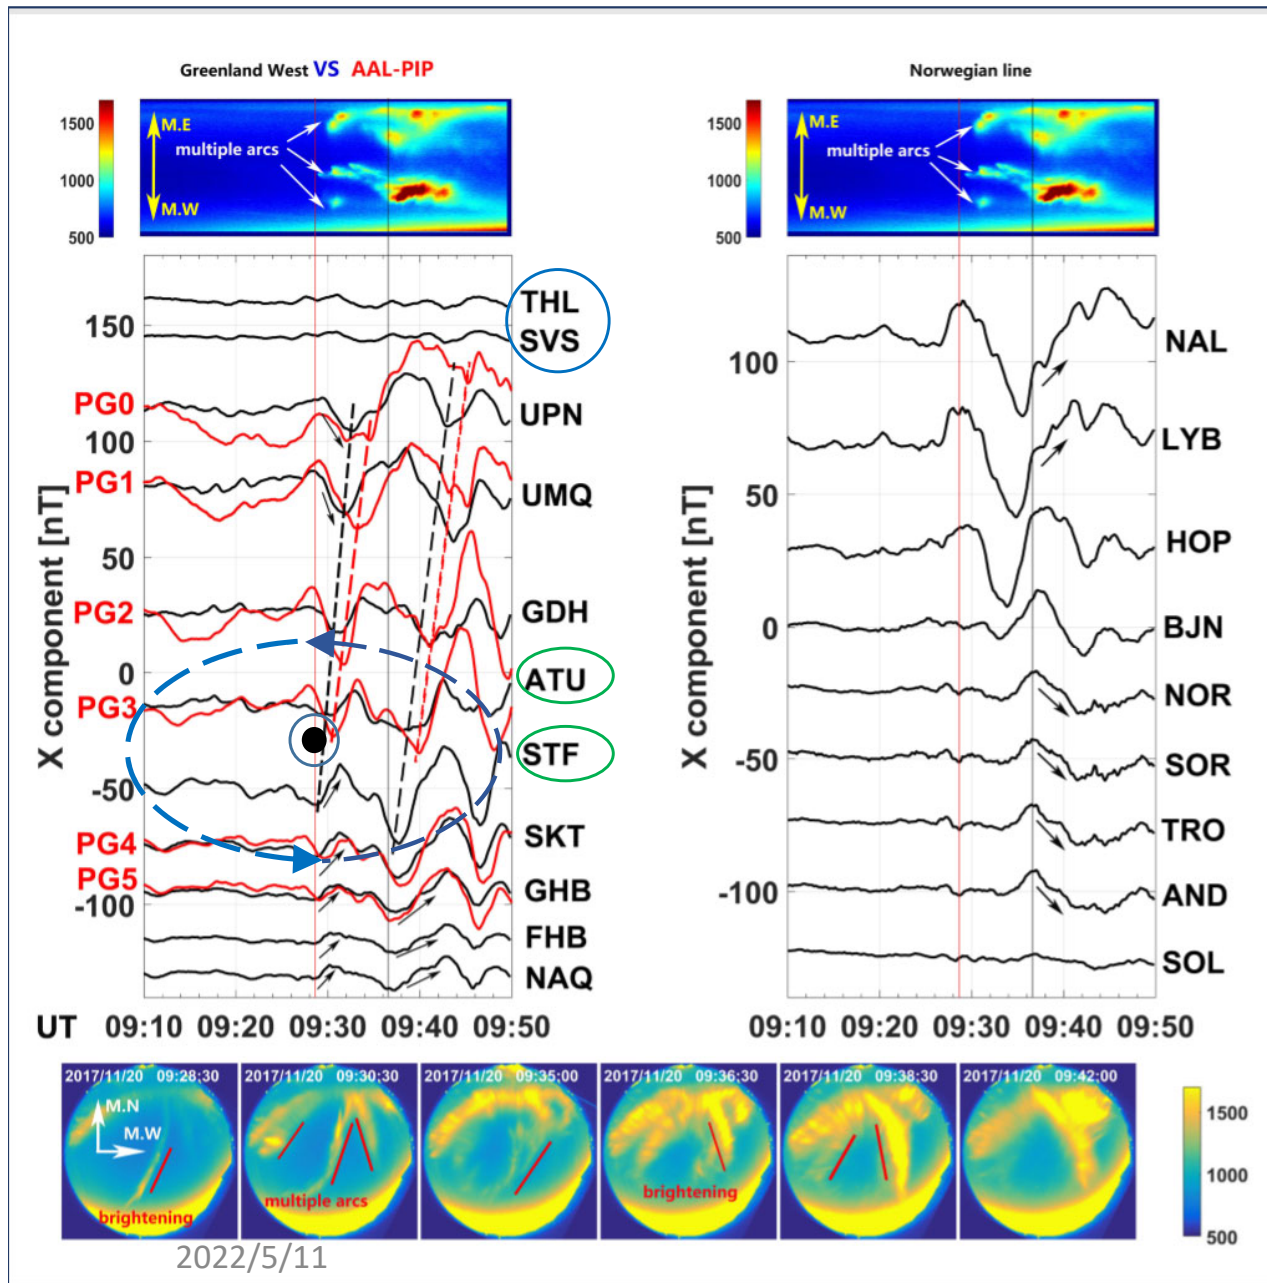 Greenland West VS AAL-PIP
1500
1000
500
M.E
multiple arcs
M.W
THL
150
SVS
PG0
UPN
100
PG1
UMQ
50
PG2
GDH
0
ATU
PG3
STF
-50
PG4
SKT
PG5
GHB
-100
FHB
NAQ
X component [nT]
UT 09:10 09:20 09:30 09:40 09:50
Norwegian line
1500
1000
500
M.E
multiple arcs
M.W
NAL
100
LYB
50
HOP
0
BJN
NOR
-50
SOR
TRO
-100
AND
SOL
X component [nT]
09:10 09:20 09:30 09:40 09:50
2017/11/20 09:28:30
M.N
M.W
brightening
2017/11/20 09:30:30
multiple arcs
2017/11/20 09:35:00
2017/11/20 09:36:30
brightening
2017/11/20 09:38:30
2017/11/20 09:42:00
1500
1000
500
2022/5/11